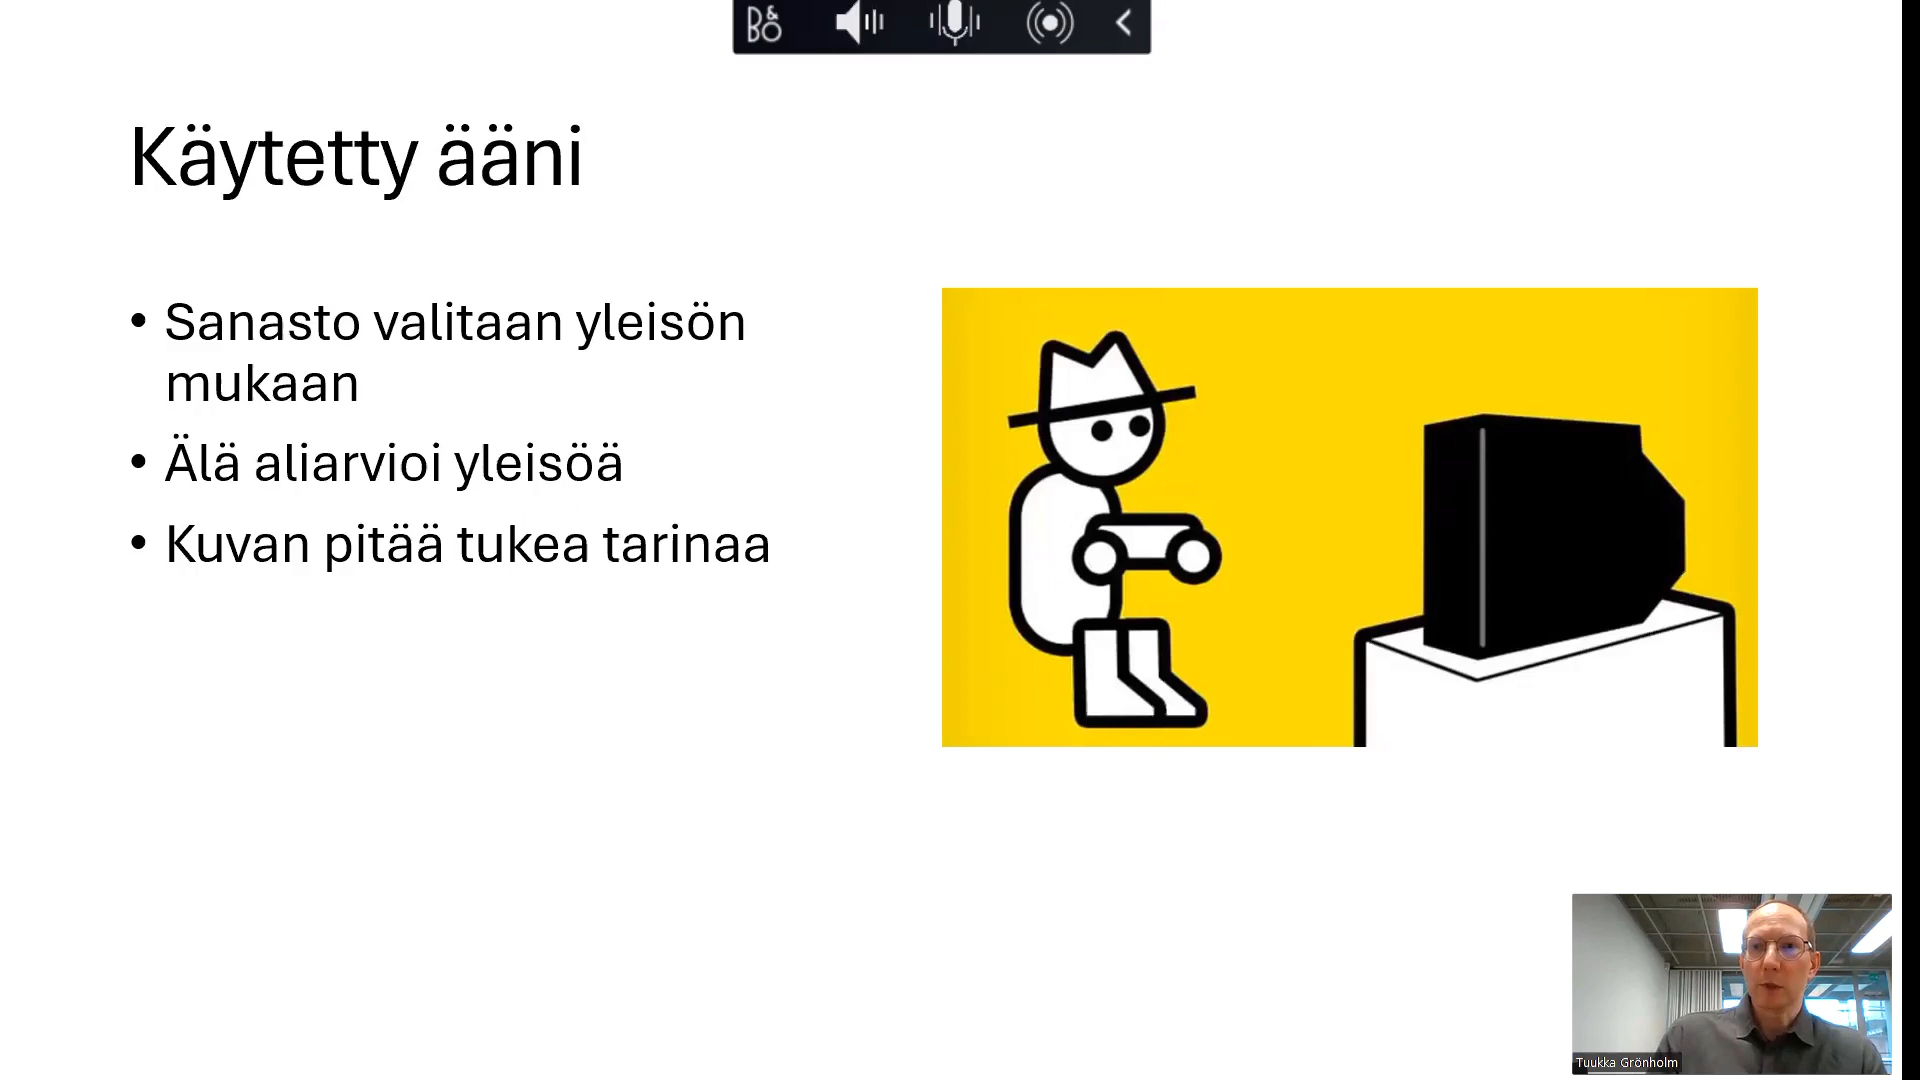 B&O
Käytetty ääni
• Sanasto valitaan yleisön
mukaan
• Älä aliarvioi yleisöä
• Kuvan pitää tukea tarinaa
Tuukka Grönholm